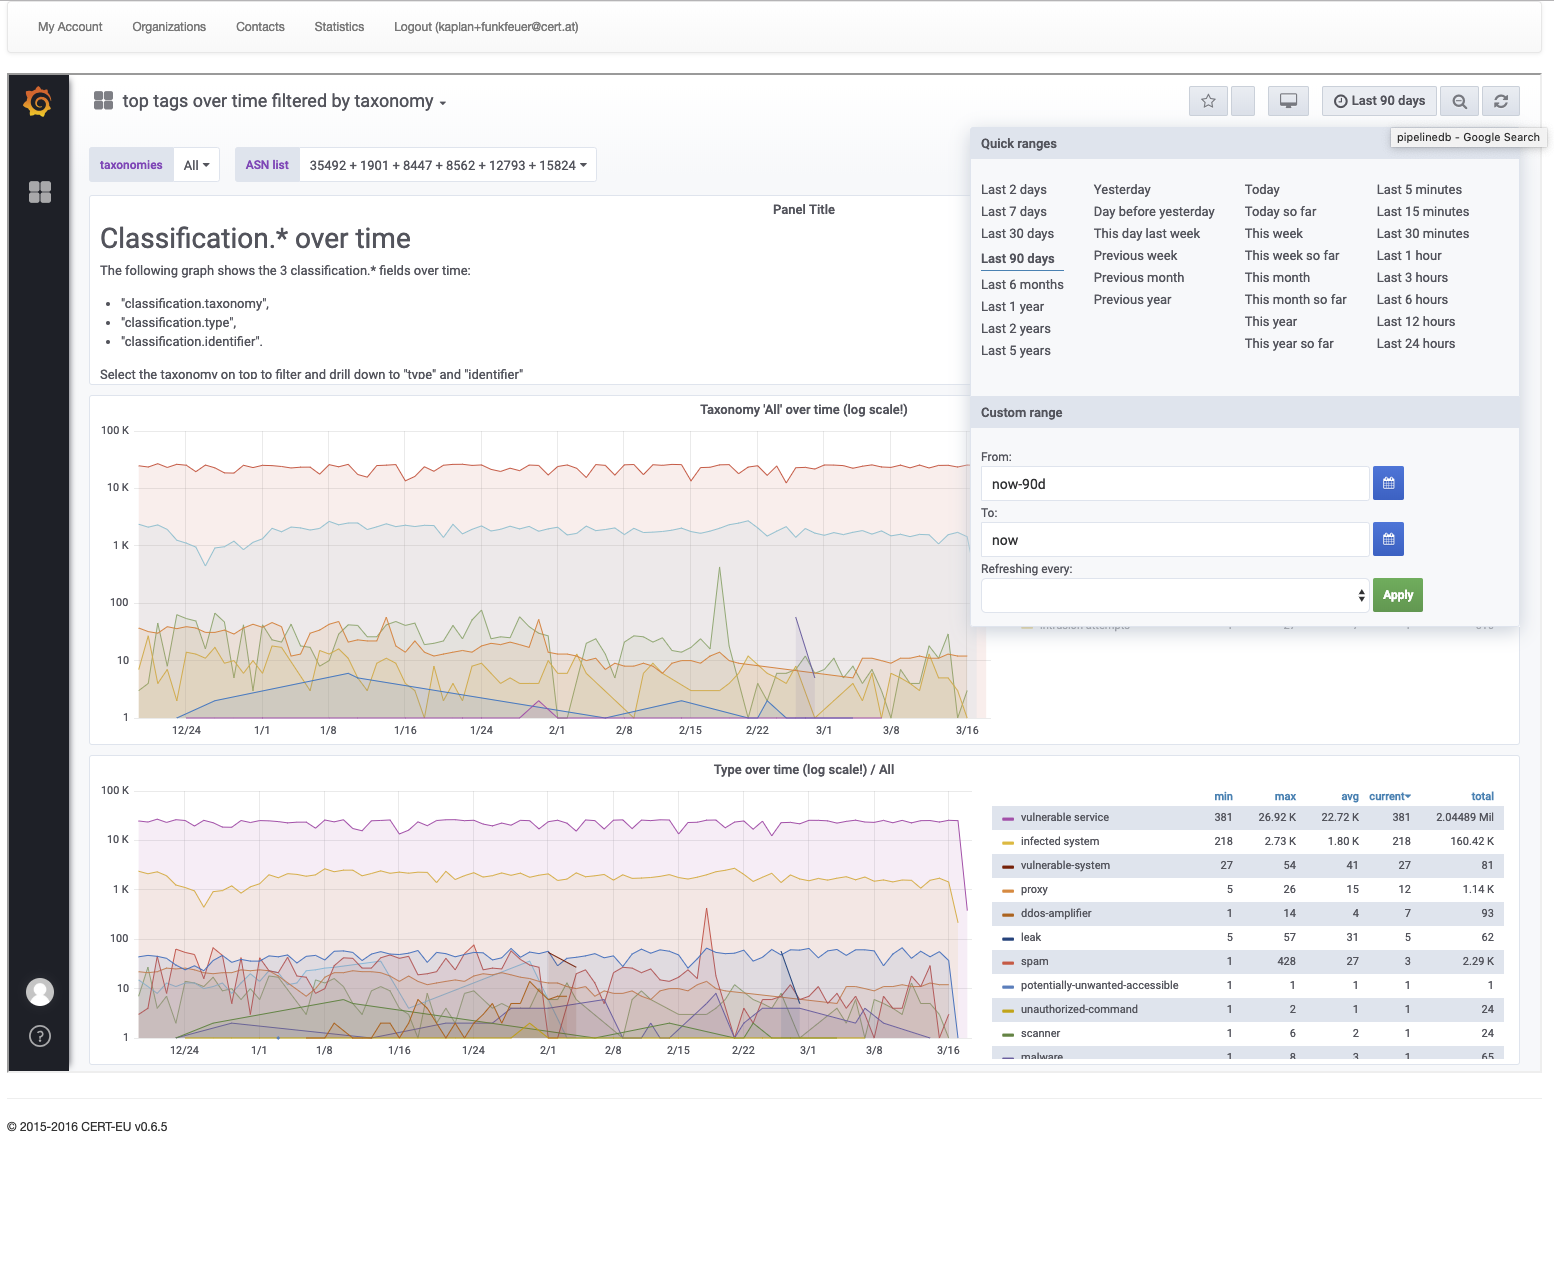 My Account Organizations Contacts Statistics Logout (kaplan+funkfeuer@cert.at)
top tags over time filtered by taxonomy
Last 90 days
pipelinedb - Google Search
taxonomies All ASN list 35492 + 1901 + 8447 + 8562 + 12793 + 15824
Quick ranges
Last 2 days Yesterday Today Last 5 minutes
Last 7 days Day before yesterday Today so far Last 15 minutes
Last 30 days This day last week This week Last 30 minutes
Last 90 days Previous week This week so far Last 1 hour
Last 6 months Previous month This month Last 3 hours
Last 1 year Previous year This month so far Last 6 hours
Last 2 years This year Last 12 hours
Last 5 years This year so far Last 24 hours
Custom range
From:
now-90d
To:
now
Refreshing every:
Apply
Panel Title
Classification.* over time
The following graph shows the 3 classification.* fields over time:
• "classification.taxonomy",
• "classification.type",
• "classification.identifier".
Select the taxonomy on top to filter and drill down to "type" and "identifier"
Taxonomy 'All' over time (log scale!)
100 K
10 K
1 K
100
10
1
12/24 1/1 1/8 1/16 1/24 2/1 2/8 2/15 2/22 3/1 3/8 3/16
intrusion attempts
Type over time (log scale!) / All
100 K
10 K
1 K
100
10
1
12/24 1/1 1/8 1/16 1/24 2/1 2/8 2/15 2/22 3/1 3/8 3/16
min max avg current total
vulnerable service 381 26.92 K 22.72 K 381 2.04489 Mil
infected system 218 2.73 K 1.80 K 218 160.42 K
vulnerable-system 27 54 41 27 81
proxy 5 26 15 12 1.14 K
ddos-amplifier 1 14 4 7 93
leak 5 57 31 5 62
spam 1 428 27 3 2.29 K
potentially-unwanted-accessible 1 1 1 1 1
unauthorized-command 1 2 1 1 24
scanner 1 6 2 1 24
malware 1 8 3 1 65
© 2015-2016 CERT-EU v0.6.5